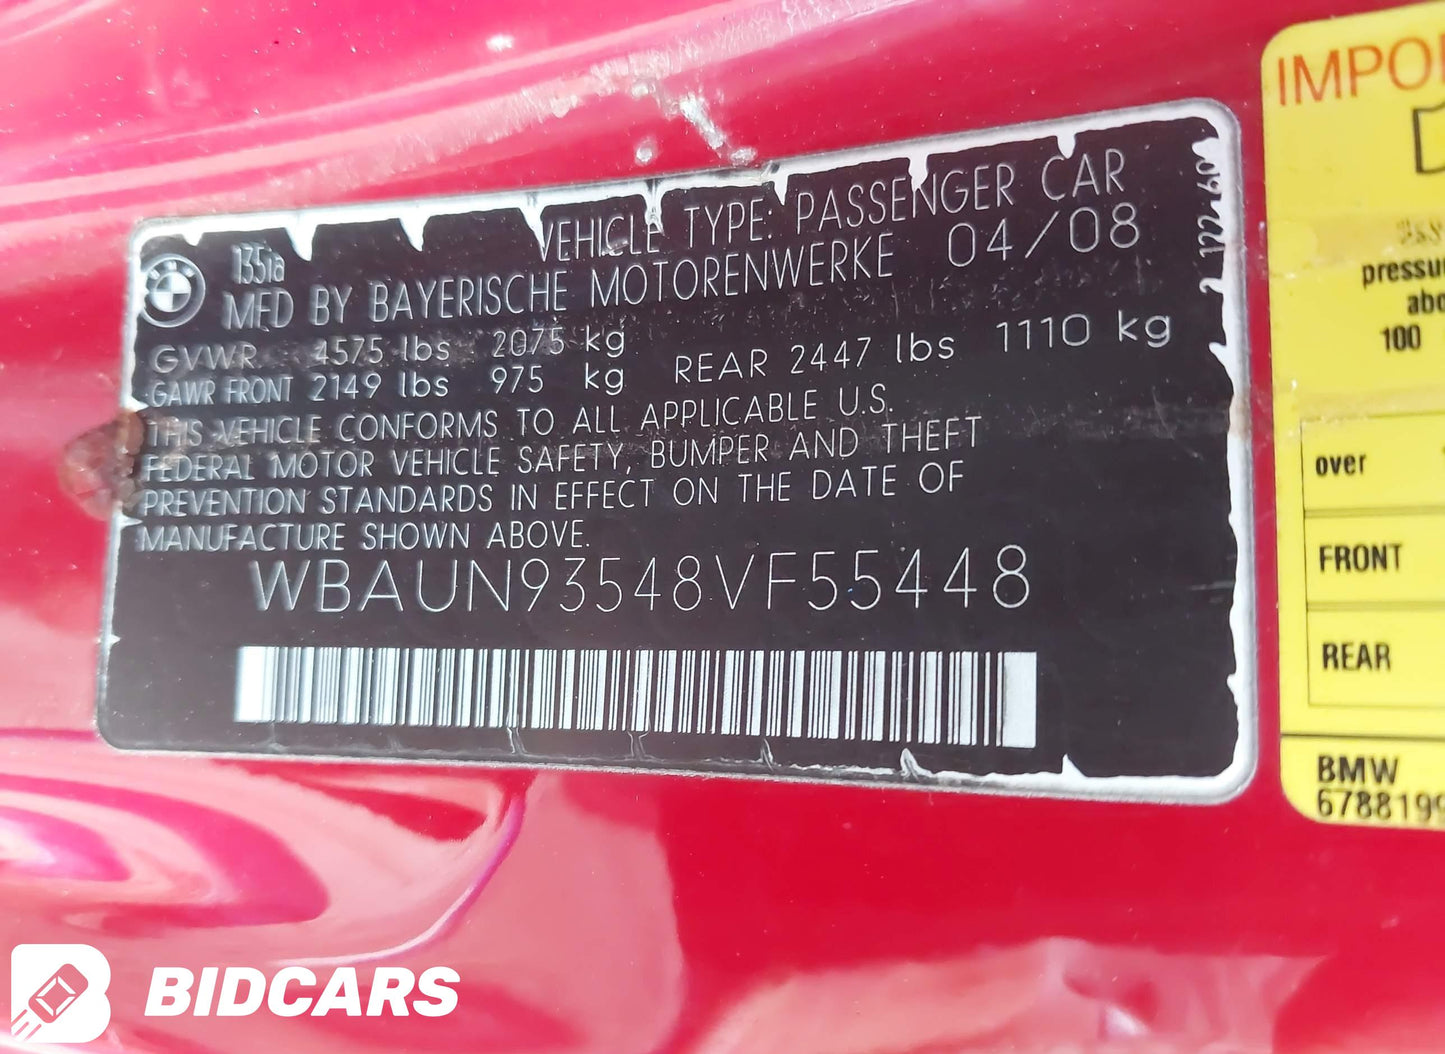 135ia
VEHICLE TYPE: PASSENGER CAR
MFD BY BAYERISCHE MOTORENWERKE 04/08
GVWR 4575 lbs 2075 kg
GAWR FRONT 2149 lbs 975 kg REAR 2447 lbs 1110 kg
THIS VEHICLE CONFORMS TO ALL APPLICABLE U.S.
FEDERAL MOTOR VEHICLE SAFETY, BUMPER AND THEFT
PREVENTION STANDARDS IN EFFECT ON THE DATE OF
MANUFACTURE SHOWN ABOVE.
WBAUN93548VF55448
IMPO
pressu
abo
100
over
FRONT
REAR
BMW
6788199
BIDCARS